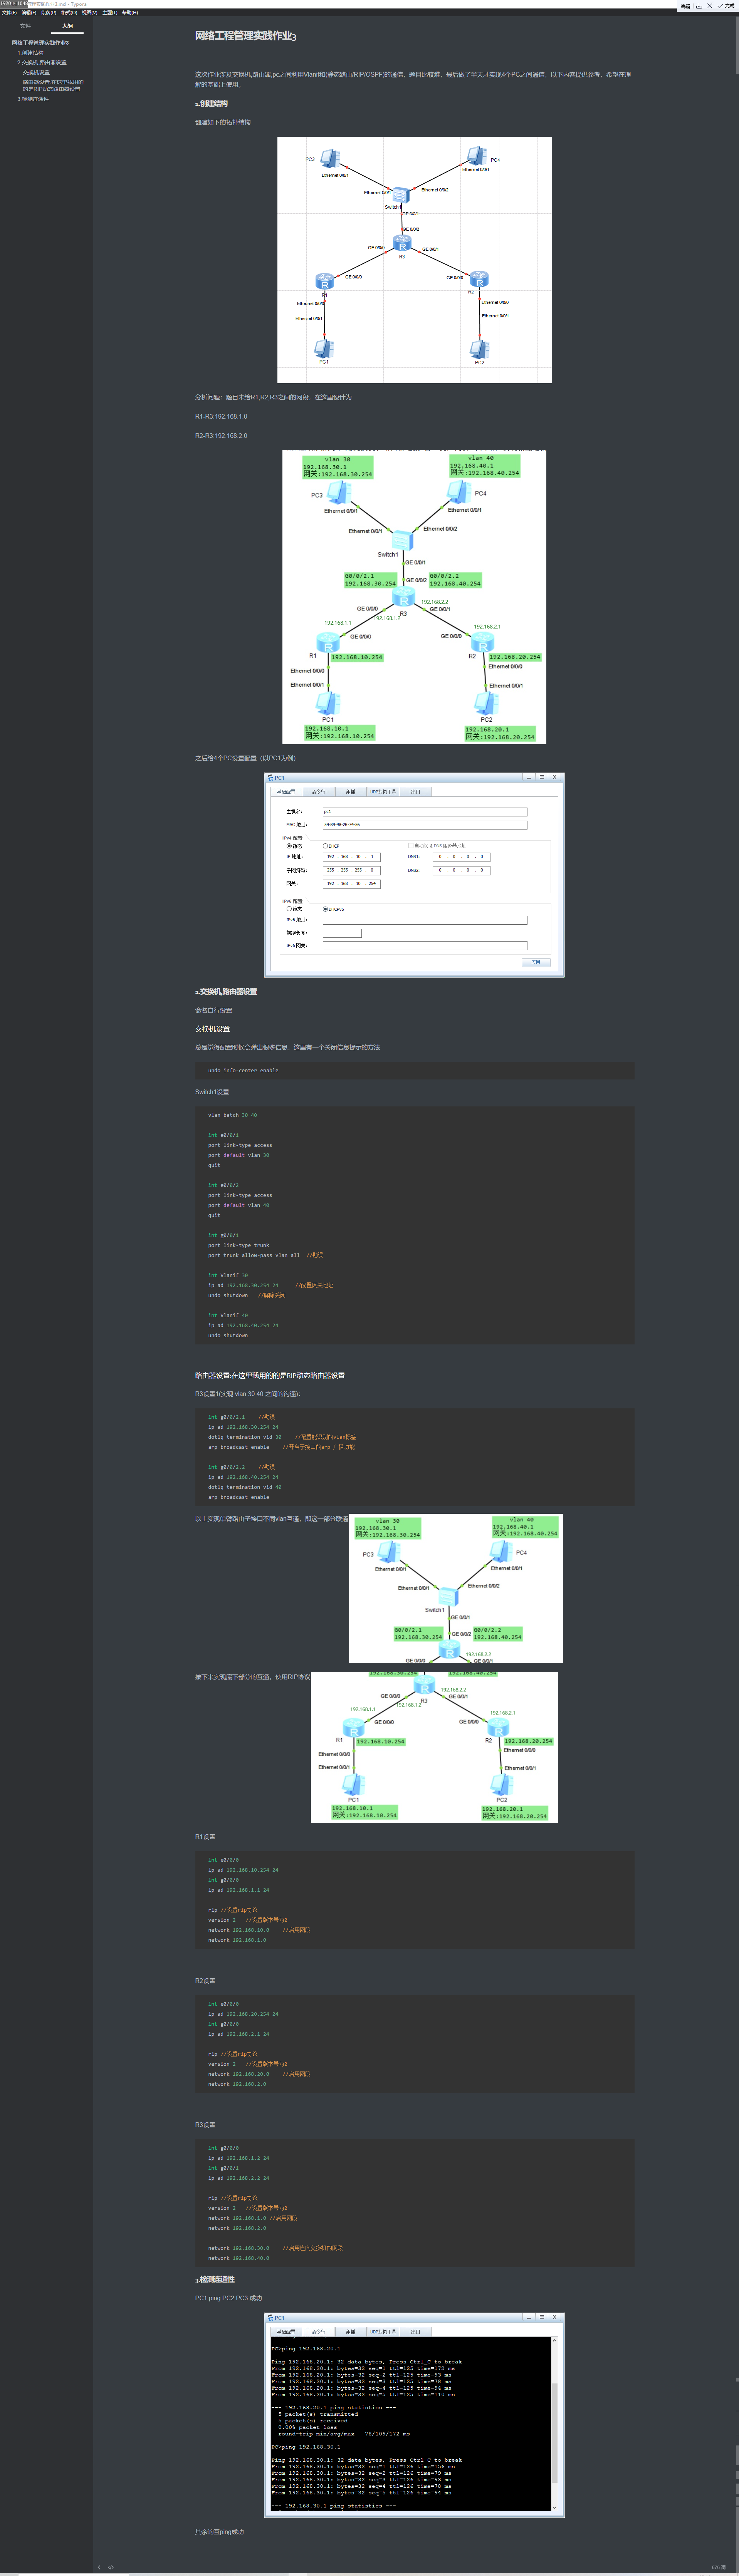 1920 × 1048
管理实践作业3.md - Typora
编辑
完成
文件(F) 编辑(E) 段落(P) 格式(O) 视图(V) 主题(T) 帮助(H)
文件 大纲
网络工程管理实践作业3
1.创建结构
2.交换机,路由器设置
交换机设置
路由器设置:在这里我用的
的是RIP动态路由器设置
3.检测连通性
网络工程管理实践作业3
这次作业涉及交换机,路由器,pc之间利用Vlanif和(静态路由/RIP/OSPF)的通信，题目比较难，最后做了半天才实现4个PC之间通信，以下内容提供参考，希望在理
解的基础上使用。
1.创建结构
创建如下的拓扑结构
PC3
PC4
Ethernet 0/0/1
Ethernet 0/0/1
Ethernet 0/0/1
Ethernet 0/0/2
Switch1
GE 0/0/1
GE 0/0/2
GE 0/0/0
GE 0/0/1
R3
GE 0/0/0
GE 0/0/0
R1
R2
Ethernet 0/0/0
Ethernet 0/0/0
Ethernet 0/0/1
Ethernet 0/0/1
PC1
PC2
分析问题：题目未给R1,R2,R3之间的网段，在这里设计为
R1-R3:192.168.1.0
R2-R3:192.168.2.0
vlan 30
192.168.30.1
网关:192.168.30.254
vlan 40
192.168.40.1
网关:192.168.40.254
PC3
PC4
Ethernet 0/0/1
Ethernet 0/0/1
Ethernet 0/0/1
Ethernet 0/0/2
Switch1
GE 0/0/1
G0/0/2.1
192.168.30.254
GE 0/0/2
G0/0/2.2
192.168.40.254
192.168.2.2
GE 0/0/0
GE 0/0/1
R3
192.168.1.2
192.168.1.1
192.168.2.1
GE 0/0/0
GE 0/0/0
R1
192.168.10.254
R2
192.168.20.254
Ethernet 0/0/0
Ethernet 0/0/0
Ethernet 0/0/1
Ethernet 0/0/1
PC1
PC2
192.168.10.1
网关:192.168.10.254
192.168.20.1
网关:192.168.20.254
之后给4个PC设置配置（以PC1为例）
PC1
基础配置 命令行 组播 UDP发包工具 串口
主机名: pc1
MAC 地址: 54-89-98-2F-74-56
IPv4 配置
静态 DHCP 自动获取 DNS 服务器地址
IP 地址: 192 . 168 . 10 . 1 DNS1: 0 . 0 . 0 . 0
子网掩码: 255 . 255 . 255 . 0 DNS2: 0 . 0 . 0 . 0
网关: 192 . 168 . 10 . 254
IPv6 配置
静态 DHCPv6
IPv6 地址:
前缀长度:
IPv6 网关:
应用
2.交换机,路由器设置
命名自行设置
交换机设置
总是觉得配置时候会弹出很多信息，这里有一个关闭信息提示的方法
undo info-center enable
Switch1设置
vlan batch 30 40
int e0/0/1
port link-type access
port default vlan 30
quit
int e0/0/2
port link-type access
port default vlan 40
quit
int g0/0/1
port link-type trunk
port trunk allow-pass vlan all //勘误
int Vlanif 30
ip ad 192.168.30.254 24 //配置网关地址
undo shutdown //解除关闭
int Vlanif 40
ip ad 192.168.40.254 24
undo shutdown
路由器设置:在这里我用的的是RIP动态路由器设置
R3设置1(实现 vlan 30 40 之间的沟通)：
int g0/0/2.1 //勘误
ip ad 192.168.30.254 24
dot1q termination vid 30 //配置能识别的vlan标签
arp broadcast enable //开启子接口的arp 广播功能
int g0/0/2.2 //勘误
ip ad 192.168.40.254 24
dot1q termination vid 40
arp broadcast enable
以上实现单臂路由子接口不同vlan互通，即这一部分联通
vlan 30
192.168.30.1
网关:192.168.30.254
vlan 40
192.168.40.1
网关:192.168.40.254
PC3
PC4
Ethernet 0/0/1
Ethernet 0/0/1
Ethernet 0/0/1
Ethernet 0/0/2
Switch1
GE 0/0/1
G0/0/2.1
192.168.30.254
GE 0/0/2
G0/0/2.2
192.168.40.254
192.168.2.2
GE 0/0/0
GE 0/0/1
接下来实现底下部分的互通，使用RIP协议
192.168.30.254
192.168.40.254
192.168.2.2
GE 0/0/0
GE 0/0/1
R3
192.168.1.2
192.168.1.1
192.168.2.1
GE 0/0/0
GE 0/0/0
R1
192.168.10.254
R2
192.168.20.254
Ethernet 0/0/0
Ethernet 0/0/0
Ethernet 0/0/1
Ethernet 0/0/1
PC1
PC2
192.168.10.1
网关:192.168.10.254
192.168.20.1
网关:192.168.20.254
R1设置
int e0/0/0
ip ad 192.168.10.254 24
int g0/0/0
ip ad 192.168.1.1 24
rip //设置rip协议
version 2 //设置版本号为2
network 192.168.10.0 //启用网段
network 192.168.1.0
R2设置
int e0/0/0
ip ad 192.168.20.254 24
int g0/0/0
ip ad 192.168.2.1 24
rip //设置rip协议
version 2 //设置版本号为2
network 192.168.20.0 //启用网段
network 192.168.2.0
R3设置
int g0/0/0
ip ad 192.168.1.2 24
int g0/0/1
ip ad 192.168.2.2 24
rip //设置rip协议
version 2 //设置版本号为2
network 192.168.1.0 //启用网段
network 192.168.2.0
network 192.168.30.0 //启用连向交换机的网段
network 192.168.40.0
3.检测连通性
PC1 ping PC2 PC3 成功
PC1
基础配置 命令行 组播 UDP发包工具 串口
PC>ping 192.168.20.1
Ping 192.168.20.1: 32 data bytes, Press Ctrl_C to break
From 192.168.20.1: bytes=32 seq=1 ttl=125 time=172 ms
From 192.168.20.1: bytes=32 seq=2 ttl=125 time=93 ms
From 192.168.20.1: bytes=32 seq=3 ttl=125 time=78 ms
From 192.168.20.1: bytes=32 seq=4 ttl=125 time=94 ms
From 192.168.20.1: bytes=32 seq=5 ttl=125 time=110 ms
--- 192.168.20.1 ping statistics ---
5 packet(s) transmitted
5 packet(s) received
0.00% packet loss
round-trip min/avg/max = 78/109/172 ms
PC>ping 192.168.30.1
Ping 192.168.30.1: 32 data bytes, Press Ctrl_C to break
From 192.168.30.1: bytes=32 seq=1 ttl=126 time=156 ms
From 192.168.30.1: bytes=32 seq=2 ttl=126 time=79 ms
From 192.168.30.1: bytes=32 seq=3 ttl=126 time=93 ms
From 192.168.30.1: bytes=32 seq=4 ttl=126 time=78 ms
From 192.168.30.1: bytes=32 seq=5 ttl=126 time=94 ms
--- 192.168.30.1 ping statistics ---
其余的互ping成功